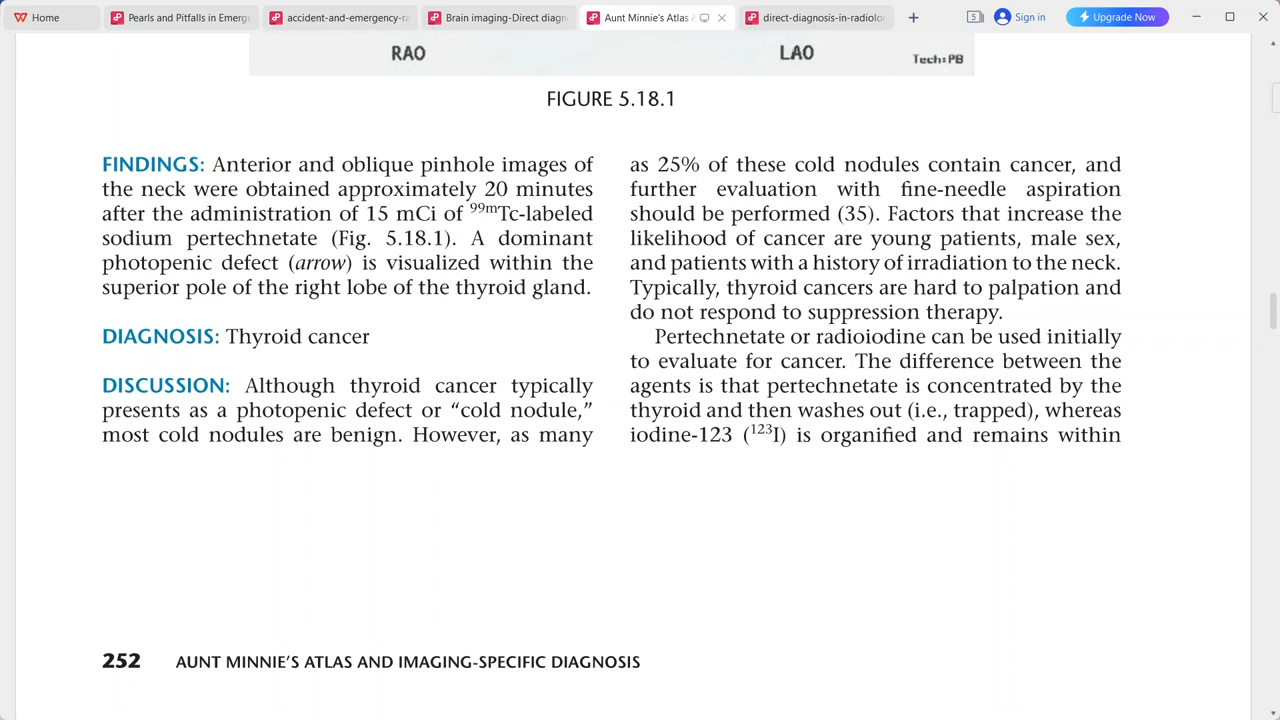 Home
Pearls and Pitfalls in Emerg
accident-and-emergency-ra
Brain imaging-Direct diagn
Aunt Minnie's Atlas &
direct-diagnosis-in-radiolo
5
Sign in
Upgrade Now
RAO
LAO
Tech:PB
FIGURE 5.18.1
FINDINGS: Anterior and oblique pinhole images of
the neck were obtained approximately 20 minutes
after the administration of 15 mCi of ⁹⁹ᵐTc-labeled
sodium pertechnetate (Fig. 5.18.1). A dominant
photopenic defect (arrow) is visualized within the
superior pole of the right lobe of the thyroid gland.
DIAGNOSIS: Thyroid cancer
DISCUSSION: Although thyroid cancer typically
presents as a photopenic defect or “cold nodule,”
most cold nodules are benign. However, as many
as 25% of these cold nodules contain cancer, and
further evaluation with fine-needle aspiration
should be performed (35). Factors that increase the
likelihood of cancer are young patients, male sex,
and patients with a history of irradiation to the neck.
Typically, thyroid cancers are hard to palpation and
do not respond to suppression therapy.
Pertechnetate or radioiodine can be used initially
to evaluate for cancer. The difference between the
agents is that pertechnetate is concentrated by the
thyroid and then washes out (i.e., trapped), whereas
iodine-123 (¹²³I) is organified and remains within
252 AUNT MINNIE'S ATLAS AND IMAGING-SPECIFIC DIAGNOSIS